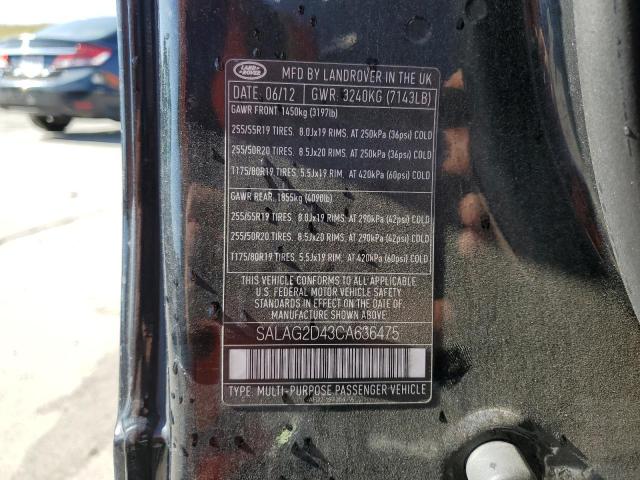 LAND ROVER
MFD BY LANDROVER IN THE UK
DATE. 06/12 GWR. 3240KG (7143LB)
GAWR FRONT. 1450kg (3197lb)
255/55R19 TIRES, 8.0Jx19 RIMS, AT 250kPa (36psi) COLD
255/50R20 TIRES, 8.5Jx20 RIMS, AT 250kPa (36psi) COLD
T175/80R19 TIRES, 5.5Jx19 RIM, AT 420kPa (60psi) COLD
GAWR REAR. 1855kg (4090lb)
255/55R19 TIRES, 8.0Jx19 RIMS, AT 290kPa (42psi) COLD
255/50R20 TIRES, 8.5Jx20 RIMS, AT 290kPa (42psi) COLD
T175/80R19 TIRES, 5.5Jx19 RIM, AT 420kPa (60psi) COLD
THIS VEHICLE CONFORMS TO ALL APPLICABLE
U.S. FEDERAL MOTOR VEHICLE SAFETY
STANDARDS IN EFFECT ON THE DATE OF
MANUFACTURE SHOWN ABOVE.
SALAG2D43CA636475
TYPE: MULTI-PURPOSE PASSENGER VEHICLE